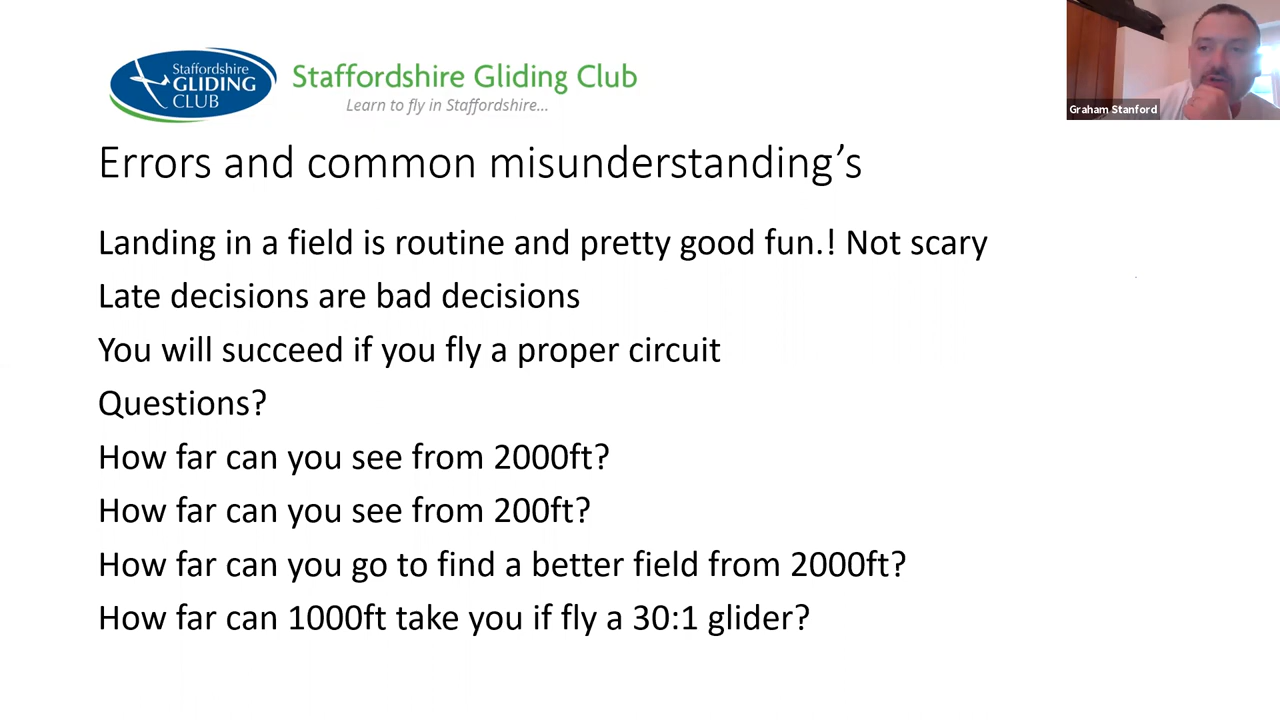 Staffordshire
GLIDING
CLUB
Staffordshire Gliding Club
Learn to fly in Staffordshire...
Graham Stanford
Errors and common misunderstanding’s
Landing in a field is routine and pretty good fun.! Not scary
Late decisions are bad decisions
You will succeed if you fly a proper circuit
Questions?
How far can you see from 2000ft?
How far can you see from 200ft?
How far can you go to find a better field from 2000ft?
How far can 1000ft take you if fly a 30:1 glider?